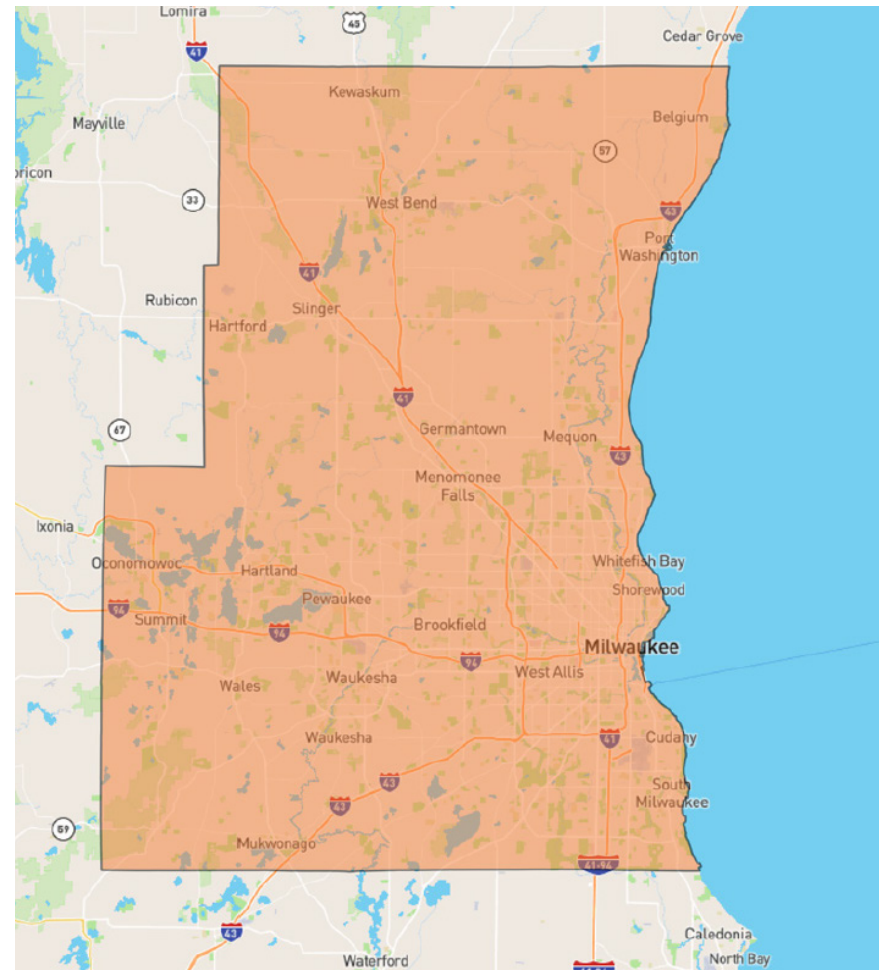 Lomira
45
Cedar Grove
41
Kewaskum
Mayville
Belgium
57
oricon
33
West Bend
43
Port
Washington
41
Rubicon
Slinger
Hartford
41
67
Germantown
Mequon
43
Menomonee
Falls
Ixonia
Oconomowoc
Hartland
Whitefish Bay
Shorewood
Pewaukee
94
Summit
94
Brookfield
Milwaukee
94
West Allis
Wales
Waukesha
Waukesha
41
Cudahy
43
South
Milwaukee
43
59
Mukwonago
41-94
43
Caledonia
Waterford
North Bay